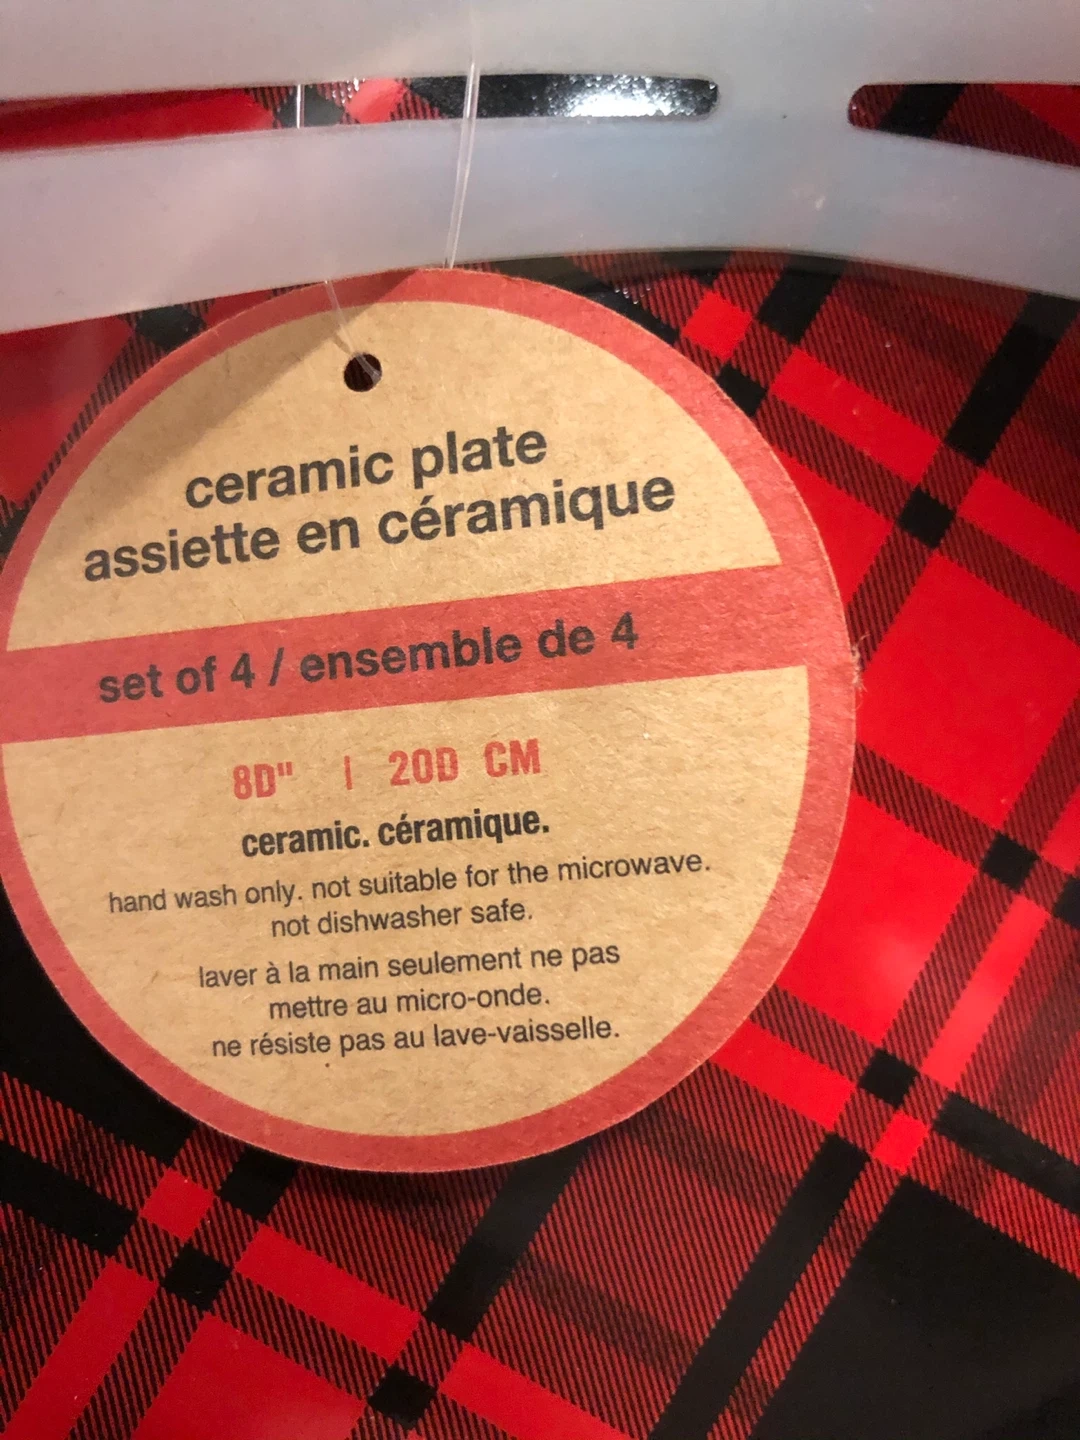 ceramic plate
assiette en céramique
set of 4 / ensemble de 4
8D" | 20D CM
ceramic. céramique.
hand wash only. not suitable for the microwave.
not dishwasher safe.
laver à la main seulement ne pas
mettre au micro-onde.
ne résiste pas au lave-vaisselle.